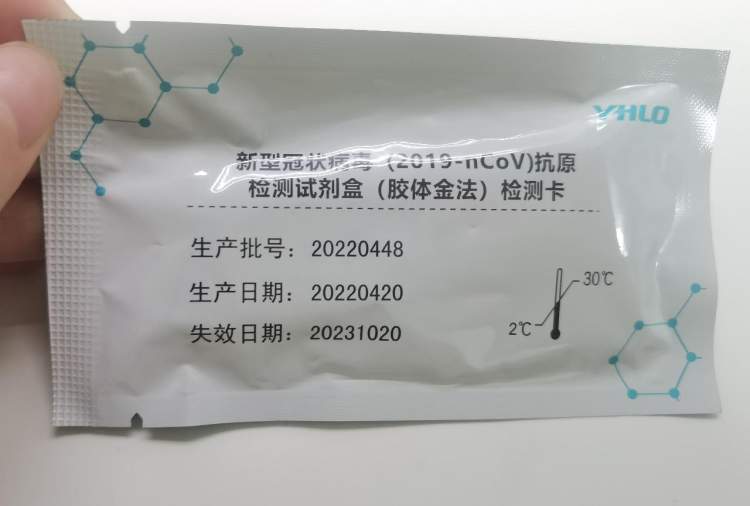 YHLO
新型冠状病毒（2019-nCoV)抗原
检测试剂盒（胶体金法）检测卡
生产批号：20220448
生产日期：20220420
失效日期：20231020
30℃
2℃